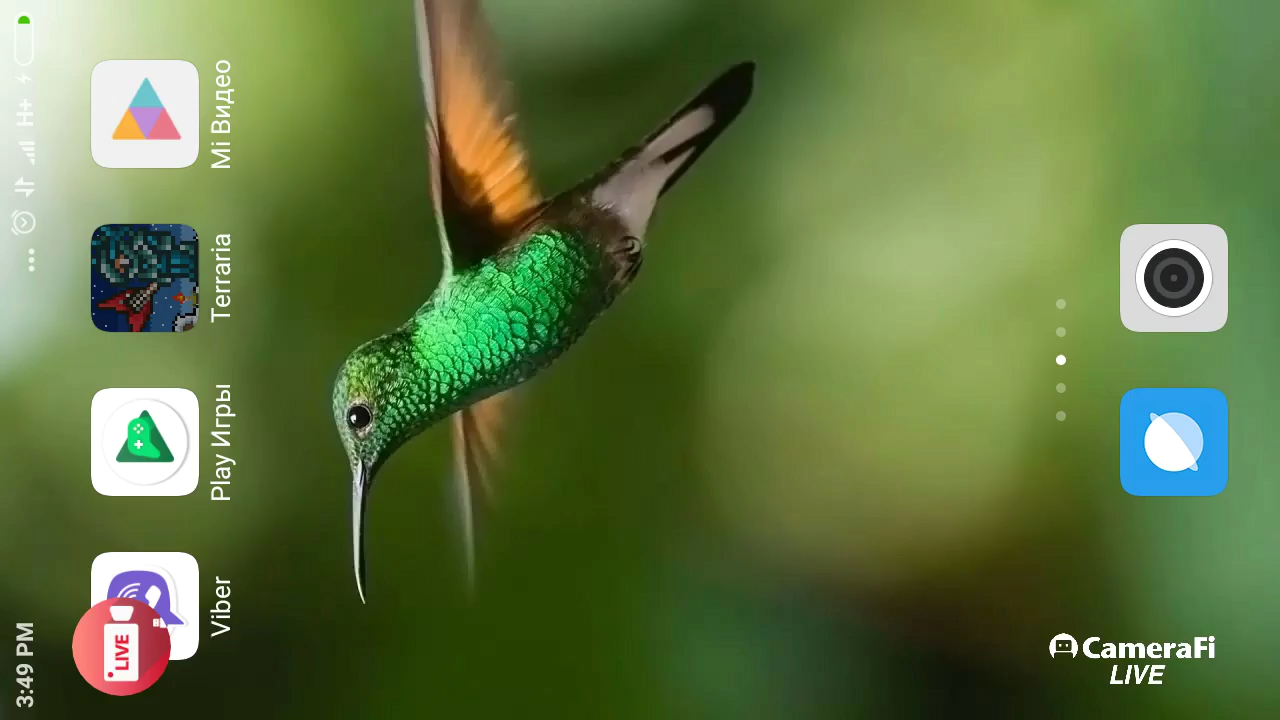 3:49 PM
H+
Viber
Play Игры
Terraria
Mi Видео
LIVE
CameraFi
LIVE